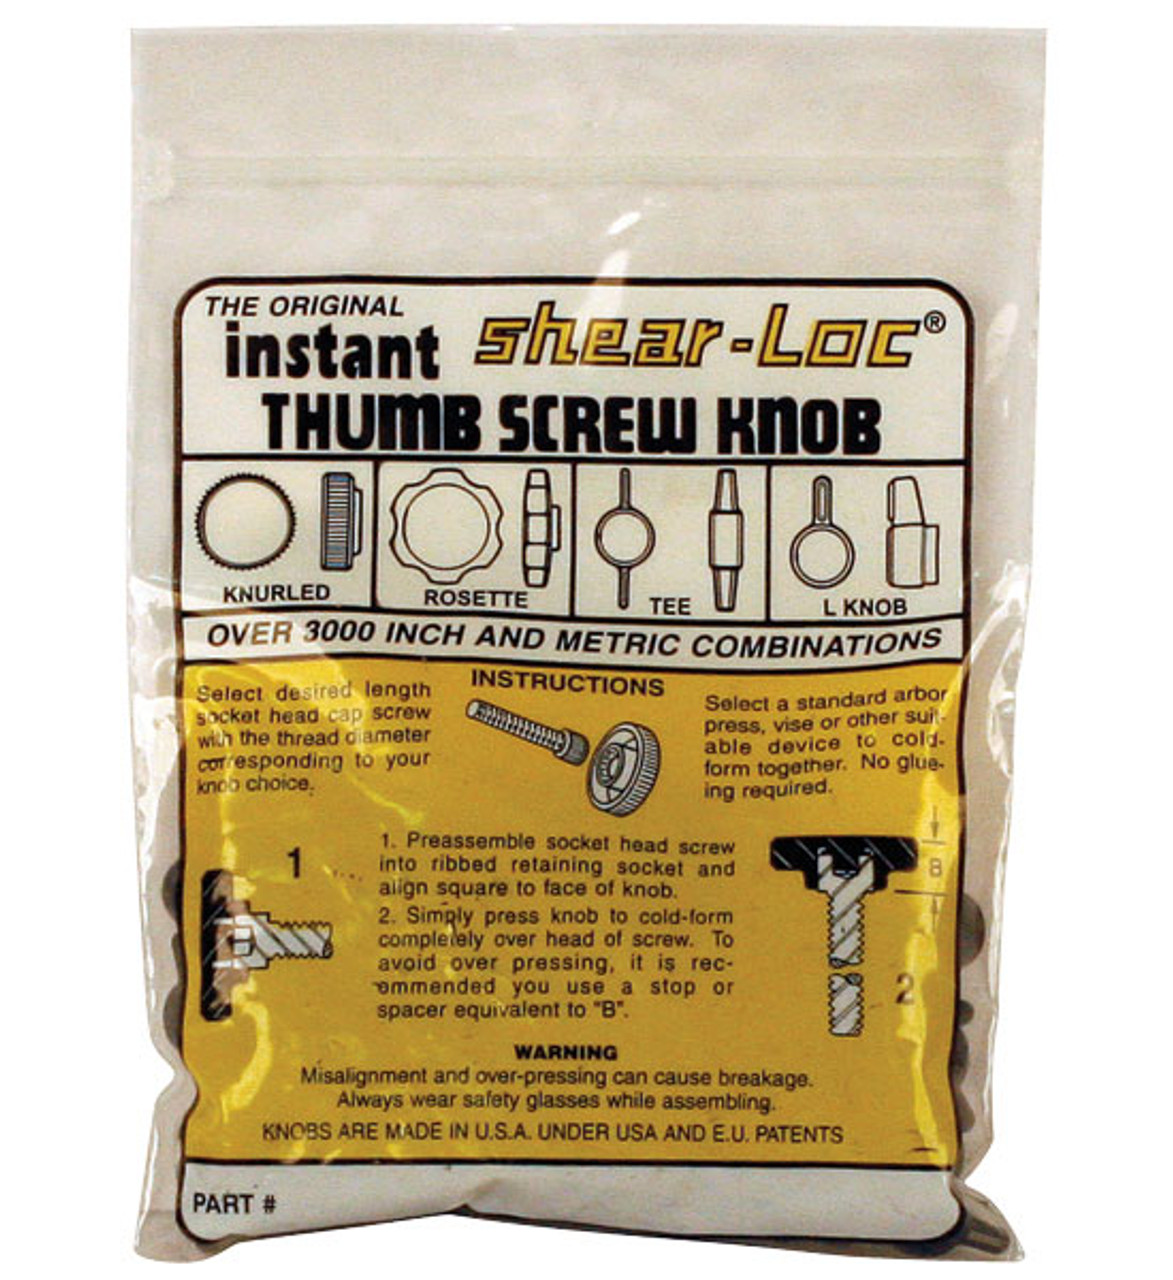 THE ORIGINAL
instant shear-Loc®
THUMB SCREW KNOB
KNURLED
ROSETTE
TEE
L KNOB
OVER 3000 INCH AND METRIC COMBINATIONS
INSTRUCTIONS
Select desired length
socket head cap screw
with the thread diameter
corresponding to your
knob choice.
Select a standard arbor
press, vise or other suit-
able device to cold-
form together. No glue-
ing required.
1
1. Preassemble socket head screw
into ribbed retaining socket and
align square to face of knob.
2. Simply press knob to cold-form
completely over head of screw. To
avoid over pressing, it is rec-
ommended you use a stop or
spacer equivalent to "B".
B
2
WARNING
Misalignment and over-pressing can cause breakage.
Always wear safety glasses while assembling.
KNOBS ARE MADE IN U.S.A. UNDER USA AND E.U. PATENTS
PART #